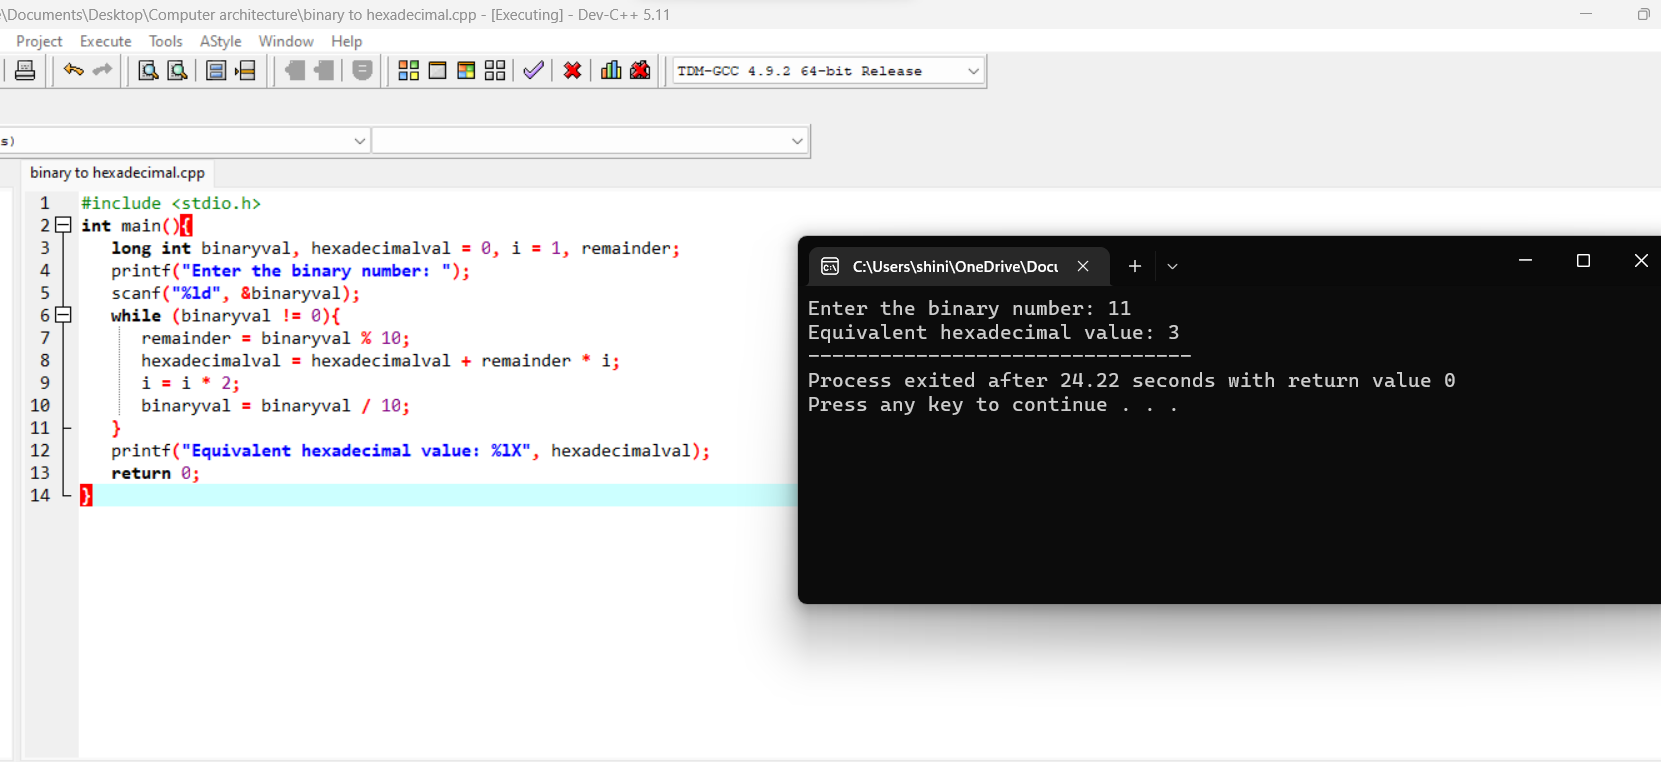 \Documents\Desktop\Computer architecture\binary to hexadecimal.cpp - [Executing] - Dev-C++ 5.11
Project Execute Tools AStyle Window Help
TDM-GCC 4.9.2 64-bit Release
s)
binary to hexadecimal.cpp
1 #include <stdio.h>
2 int main(){
3 long int binaryval, hexadecimalval = 0, i = 1, remainder;
4 printf("Enter the binary number: ");
5 scanf("%ld", &binaryval);
6 while (binaryval != 0){
7 remainder = binaryval % 10;
8 hexadecimalval = hexadecimalval + remainder * i;
9 i = i * 2;
10 binaryval = binaryval / 10;
11 }
12 printf("Equivalent hexadecimal value: %lX", hexadecimalval);
13 return 0;
14 }
C:\Users\shini\OneDrive\Docu
Enter the binary number: 11
Equivalent hexadecimal value: 3
--------------------------------
Process exited after 24.22 seconds with return value 0
Press any key to continue . . .